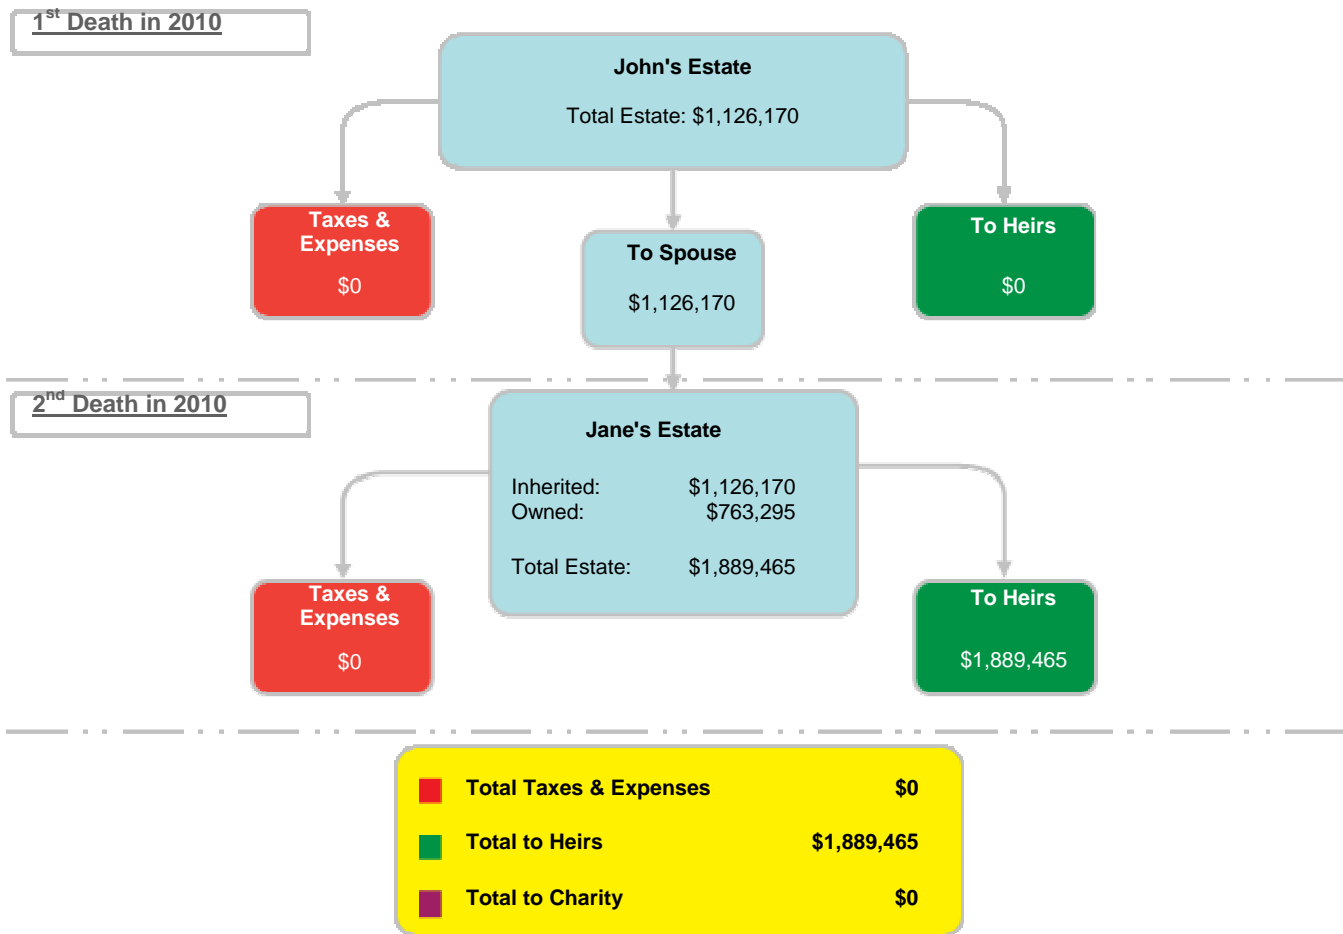 1st Death in 2010
John's Estate
Total Estate: $1,126,170
Taxes &
Expenses
$0
To Spouse
$1,126,170
To Heirs
$0
2nd Death in 2010
Jane's Estate
Inherited: $1,126,170
Owned: $763,295
Total Estate: $1,889,465
Taxes &
Expenses
$0
To Heirs
$1,889,465
Total Taxes & Expenses $0
Total to Heirs $1,889,465
Total to Charity $0